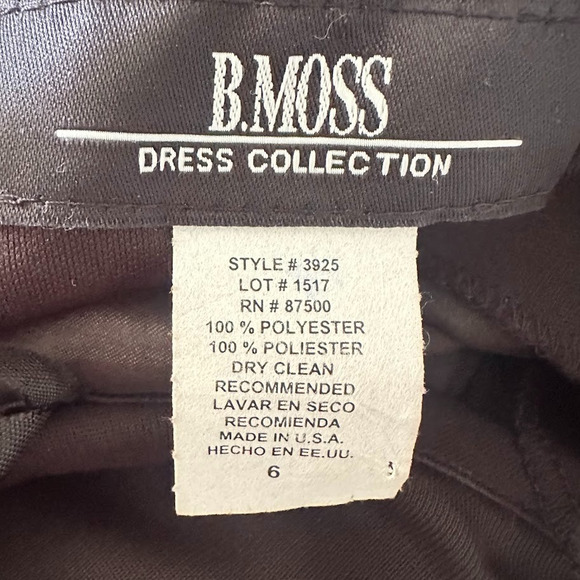 B.MOSS
DRESS COLLECTION
STYLE # 3925
LOT # 1517
RN # 87500
100 % POLYESTER
100 % POLIESTER
DRY CLEAN
RECOMMENDED
LAVAR EN SECO
RECOMIENDA
MADE IN U.S.A.
HECHO EN EE.UU.
6